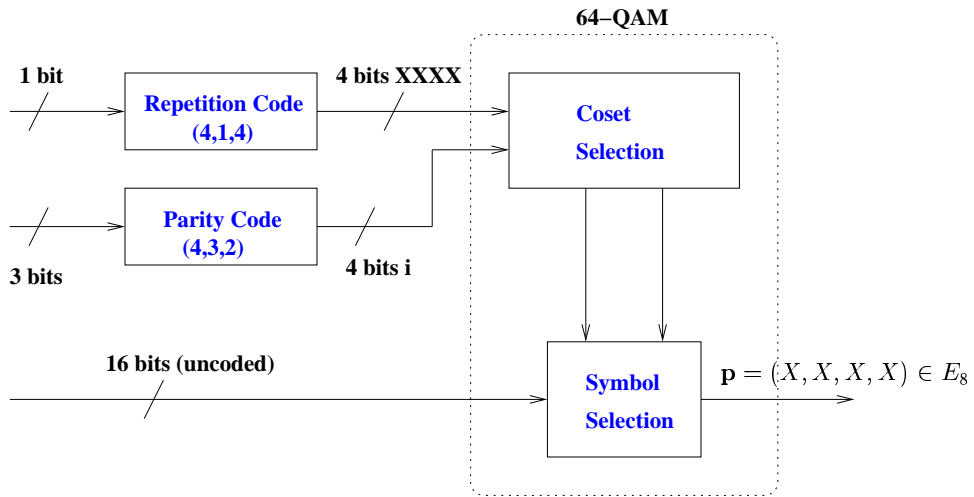 64–QAM
1 bit
Repetition Code
(4,1,4)
4 bits XXXX
Coset
Selection
3 bits
Parity Code
(4,3,2)
4 bits i
16 bits (uncoded)
Symbol
Selection
p = (X, X, X, X) ∈ E₈